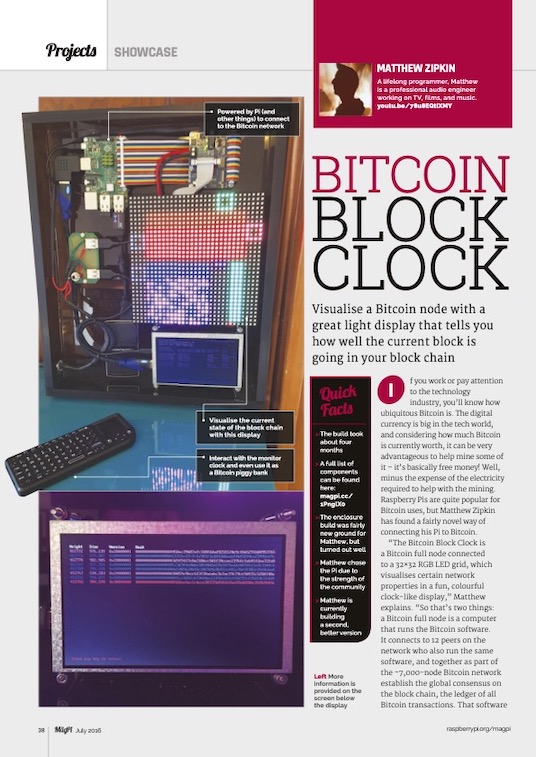 Projects
SHOWCASE
MATTHEW ZIPKIN
A lifelong programmer, Matthew
is a professional audio engineer
working on TV, films, and music.
Powered by Pi (and
other things) to connect
to the Bitcoin network
BITCOIN
BLOCK
CLOCK
Visualise a Bitcoin node with a
great light display that tells you
how well the current block is
going in your block chain
Visualise the current
state of the block chain
with this display
Interact with the monitor
clock and even use it as
a Bitcoin piggy bank
Quick
Facts
The build took
about four
months
A full list of
components
can be found
here:
magpi.cc/
The enclosure
build was fairly
new ground for
Matthew, but
turned out well
Matthew chose
the Pi due to
the strength of
the community
Matthew is
currently
building
a second,
better version
If you work or pay attention
to the technology
industry, you'll know how
ubiquitous Bitcoin is. The digital
currency is big in the tech world,
and considering how much Bitcoin
is currently worth, it can be very
advantageous to help mine some of
it – it's basically free money! Well,
minus the expense of the electricity
required to help with the mining.
Raspberry Pis are quite popular for
Bitcoin uses, but Matthew Zipkin
has found a fairly novel way of
connecting his Pi to Bitcoin.
"The Bitcoin Block Clock is
a Bitcoin full node connected
to a 32×32 RGB LED grid, which
visualises certain network
properties in a fun, colourful
clock-like display," Matthew
explains. "So that's two things:
a Bitcoin full node is a computer
that runs the Bitcoin software.
It connects to 12 peers on the
network who also run the same
software, and together as part of
the ~7,000-node Bitcoin network
establish the global consensus on
the block chain, the ledger of all
Bitcoin transactions. That software
Height Size Version Hash
Left More
information is
provided on the
screen below
the display
38
MagPi July 2016
raspberrypi.org/magpi